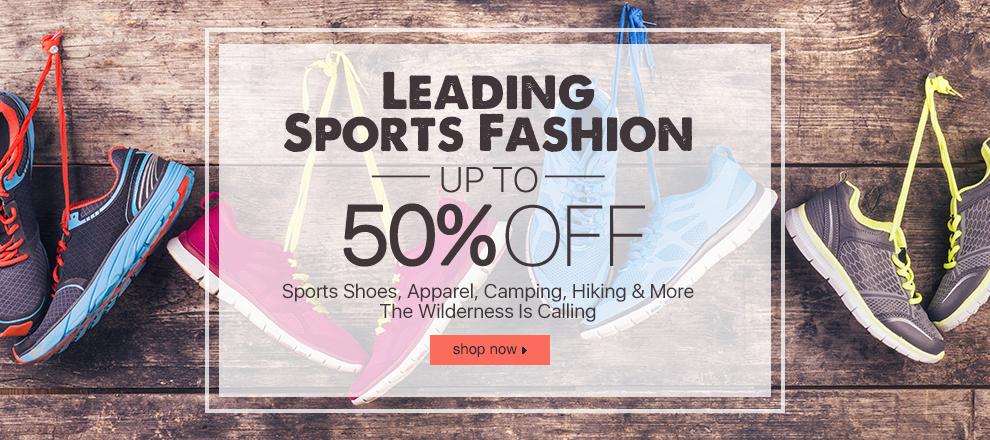 LEADING
SPORTS FASHION
UP TO
50% OFF
Sports Shoes, Apparel, Camping, Hiking & More
The Wilderness Is Calling
shop now